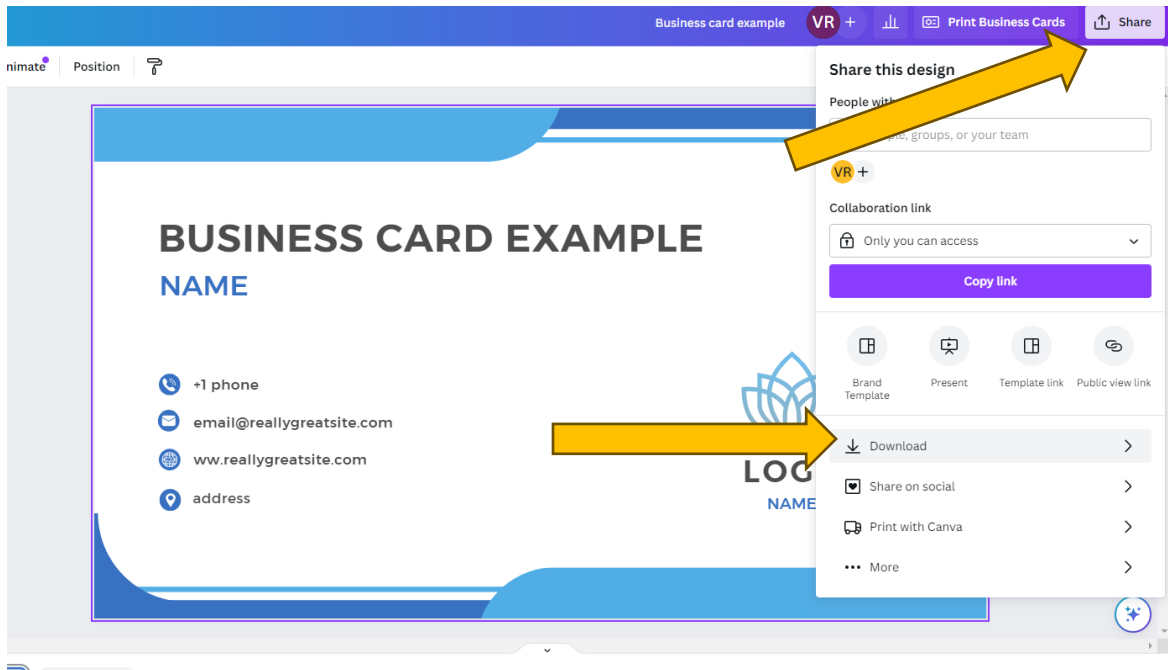 Business card example VR + Print Business Cards Share
nimate Position
Share this design
People with
groups, or your team
VR +
Collaboration link
Only you can access
Copy link
Brand Template Present Template link Public view link
Download
Share on social
Print with Canva
More
BUSINESS CARD EXAMPLE
NAME
+1 phone
email@reallygreatsite.com
ww.reallygreatsite.com
address
LOG
NAME